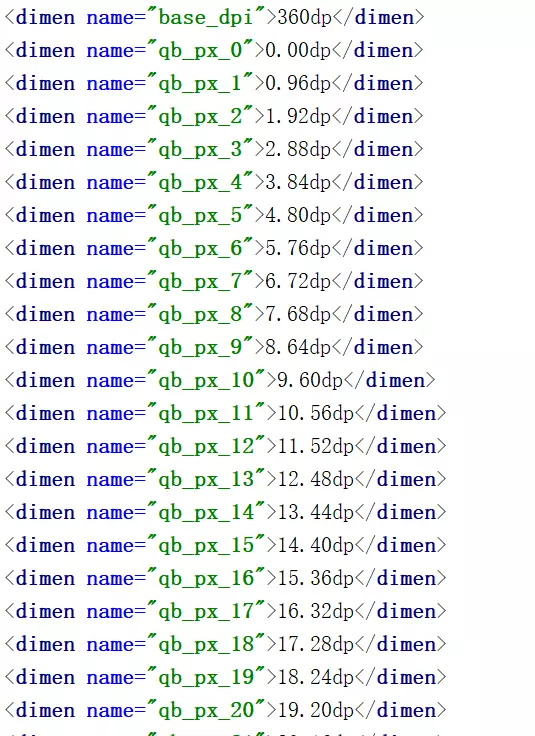 <dimen name="base_dpi">360dp</dimen>
<dimen name="qb_px_0">0.00dp</dimen>
<dimen name="qb_px_1">0.96dp</dimen>
<dimen name="qb_px_2">1.92dp</dimen>
<dimen name="qb_px_3">2.88dp</dimen>
<dimen name="qb_px_4">3.84dp</dimen>
<dimen name="qb_px_5">4.80dp</dimen>
<dimen name="qb_px_6">5.76dp</dimen>
<dimen name="qb_px_7">6.72dp</dimen>
<dimen name="qb_px_8">7.68dp</dimen>
<dimen name="qb_px_9">8.64dp</dimen>
<dimen name="qb_px_10">9.60dp</dimen>
<dimen name="qb_px_11">10.56dp</dimen>
<dimen name="qb_px_12">11.52dp</dimen>
<dimen name="qb_px_13">12.48dp</dimen>
<dimen name="qb_px_14">13.44dp</dimen>
<dimen name="qb_px_15">14.40dp</dimen>
<dimen name="qb_px_16">15.36dp</dimen>
<dimen name="qb_px_17">16.32dp</dimen>
<dimen name="qb_px_18">17.28dp</dimen>
<dimen name="qb_px_19">18.24dp</dimen>
<dimen name="qb_px_20">19.20dp</dimen>